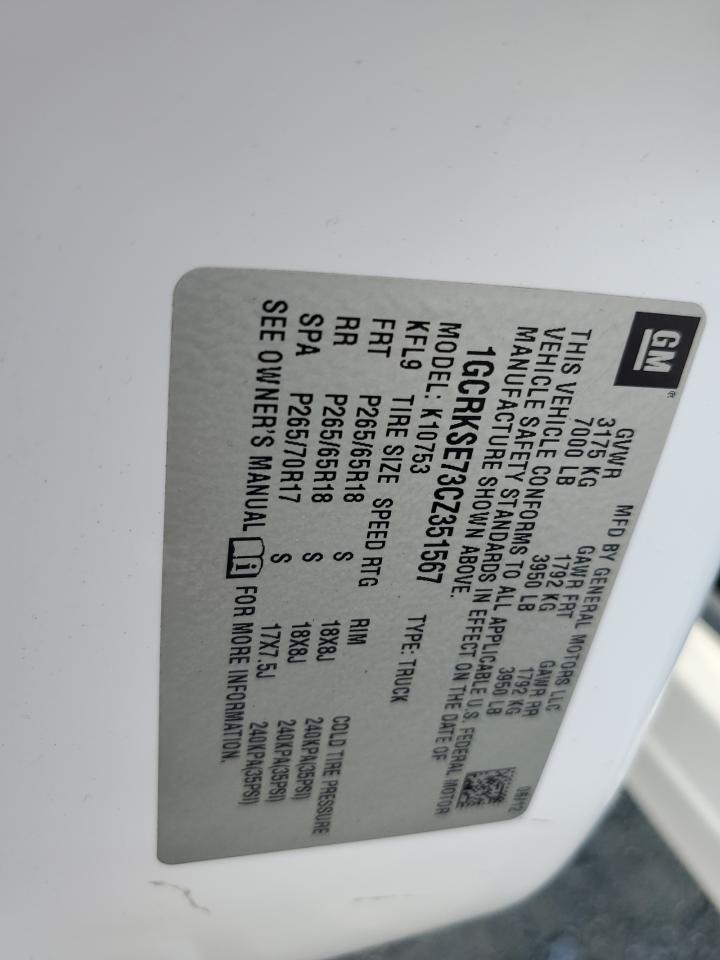 GM ®
MFD BY GENERAL MOTORS LLC
GVWR GAWR FRT GAWR RR
3175 KG 1792 KG 1792 KG
7000 LB 3950 LB 3950 LB
THIS VEHICLE CONFORMS TO ALL APPLICABLE U.S. FEDERAL MOTOR
VEHICLE SAFETY STANDARDS IN EFFECT ON THE DATE OF
MANUFACTURE SHOWN ABOVE.
1GCRKSE73CZ351567
MODEL: K10753 TYPE: TRUCK
KFL9 TIRE SIZE SPEED RTG RIM COLD TIRE PRESSURE
FRT P265/65R18 S 18X8J 240KPA(35PSI)
RR P265/65R18 S 18X8J 240KPA(35PSI)
SPA P265/70R17 S 17X7.5J 240KPA(35PSI)
SEE OWNER'S MANUAL FOR MORE INFORMATION.